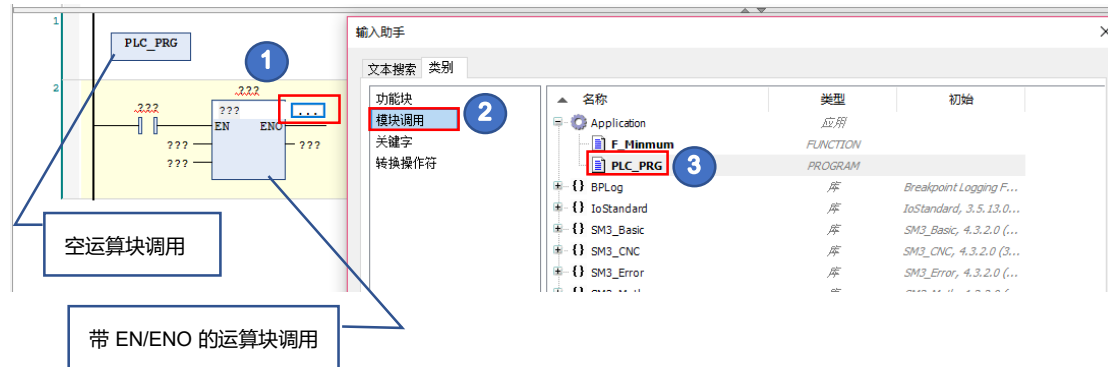 1
PLC_PRG
1
2
???
???
???
...
EN ENO
???
???
???
空运算块调用
带 EN/ENO 的运算块调用
输入助手
文本搜索 类别
功能块
模块调用
2
关键字
转换操作符
名称 类型 初始
Application 应用
F_Minmum FUNCTION
PLC_PRG PROGRAM
3
{} BPLog 库 Breakpoint Logging F...
{} IoStandard 库 IoStandard, 3.5.13.0...
{} SM3_Basic 库 SM3_Basic, 4.3.2.0 (...
{} SM3_CNC 库 SM3_CNC, 4.3.2.0 (3...
{} SM3_Error 库 SM3_Error, 4.3.2.0 (...